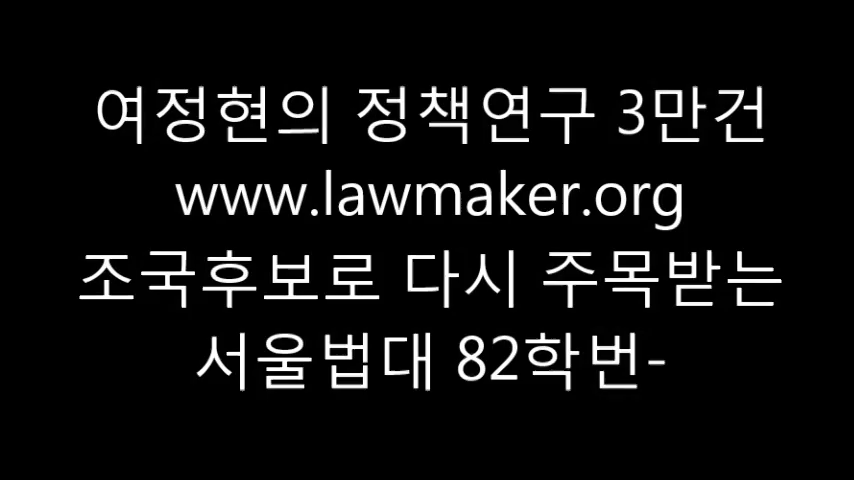 여정현의 정책연구 3만건
www.lawmaker.org
조국후보로 다시 주목받는
서울법대 82학번-